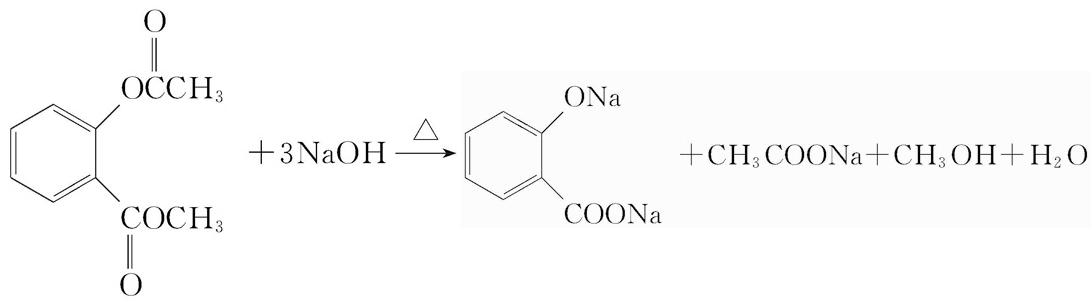 O
OCCH₃
+3NaOH △ ONa +CH₃COONa+CH₃OH+H₂O
COONa
COCH₃
O